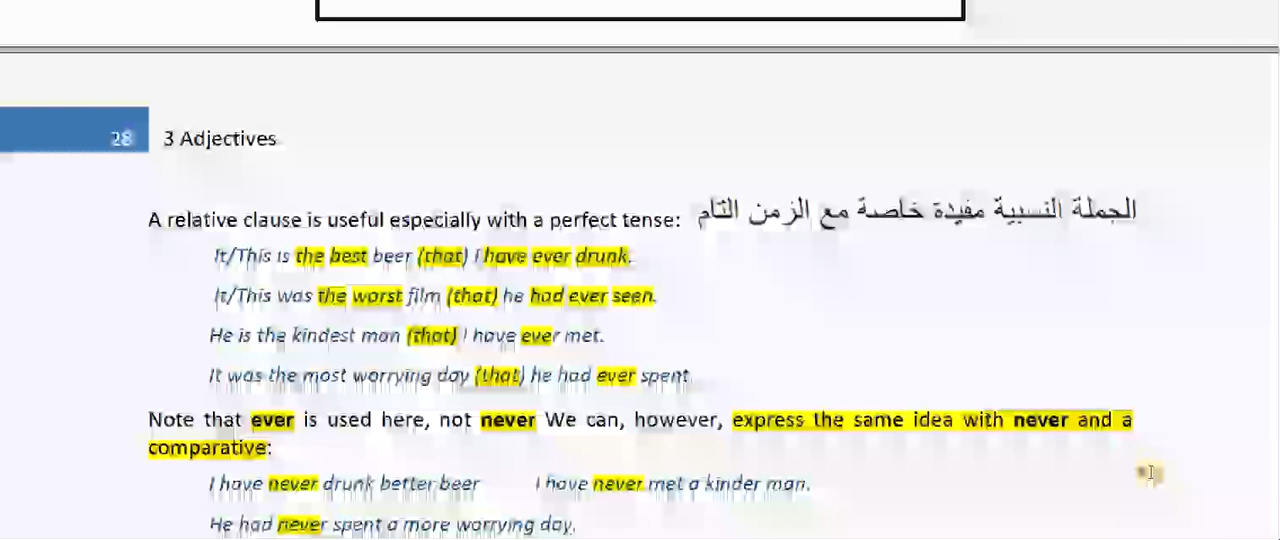 28 3 Adjectives
A relative clause is useful especially with a perfect tense: الجملة النسبية مفيدة خاصة مع الزمن التام
It/This is the best beer (that) I have ever drunk.
It/This was the worst film (that) he had ever seen.
He is the kindest man (that) I have ever met.
It was the most worrying day (that) he had ever spent
Note that ever is used here, not never We can, however, express the same idea with never and a
comparative:
I have never drunk better beer I have never met a kinder man.
He had never spent a more worrying day.